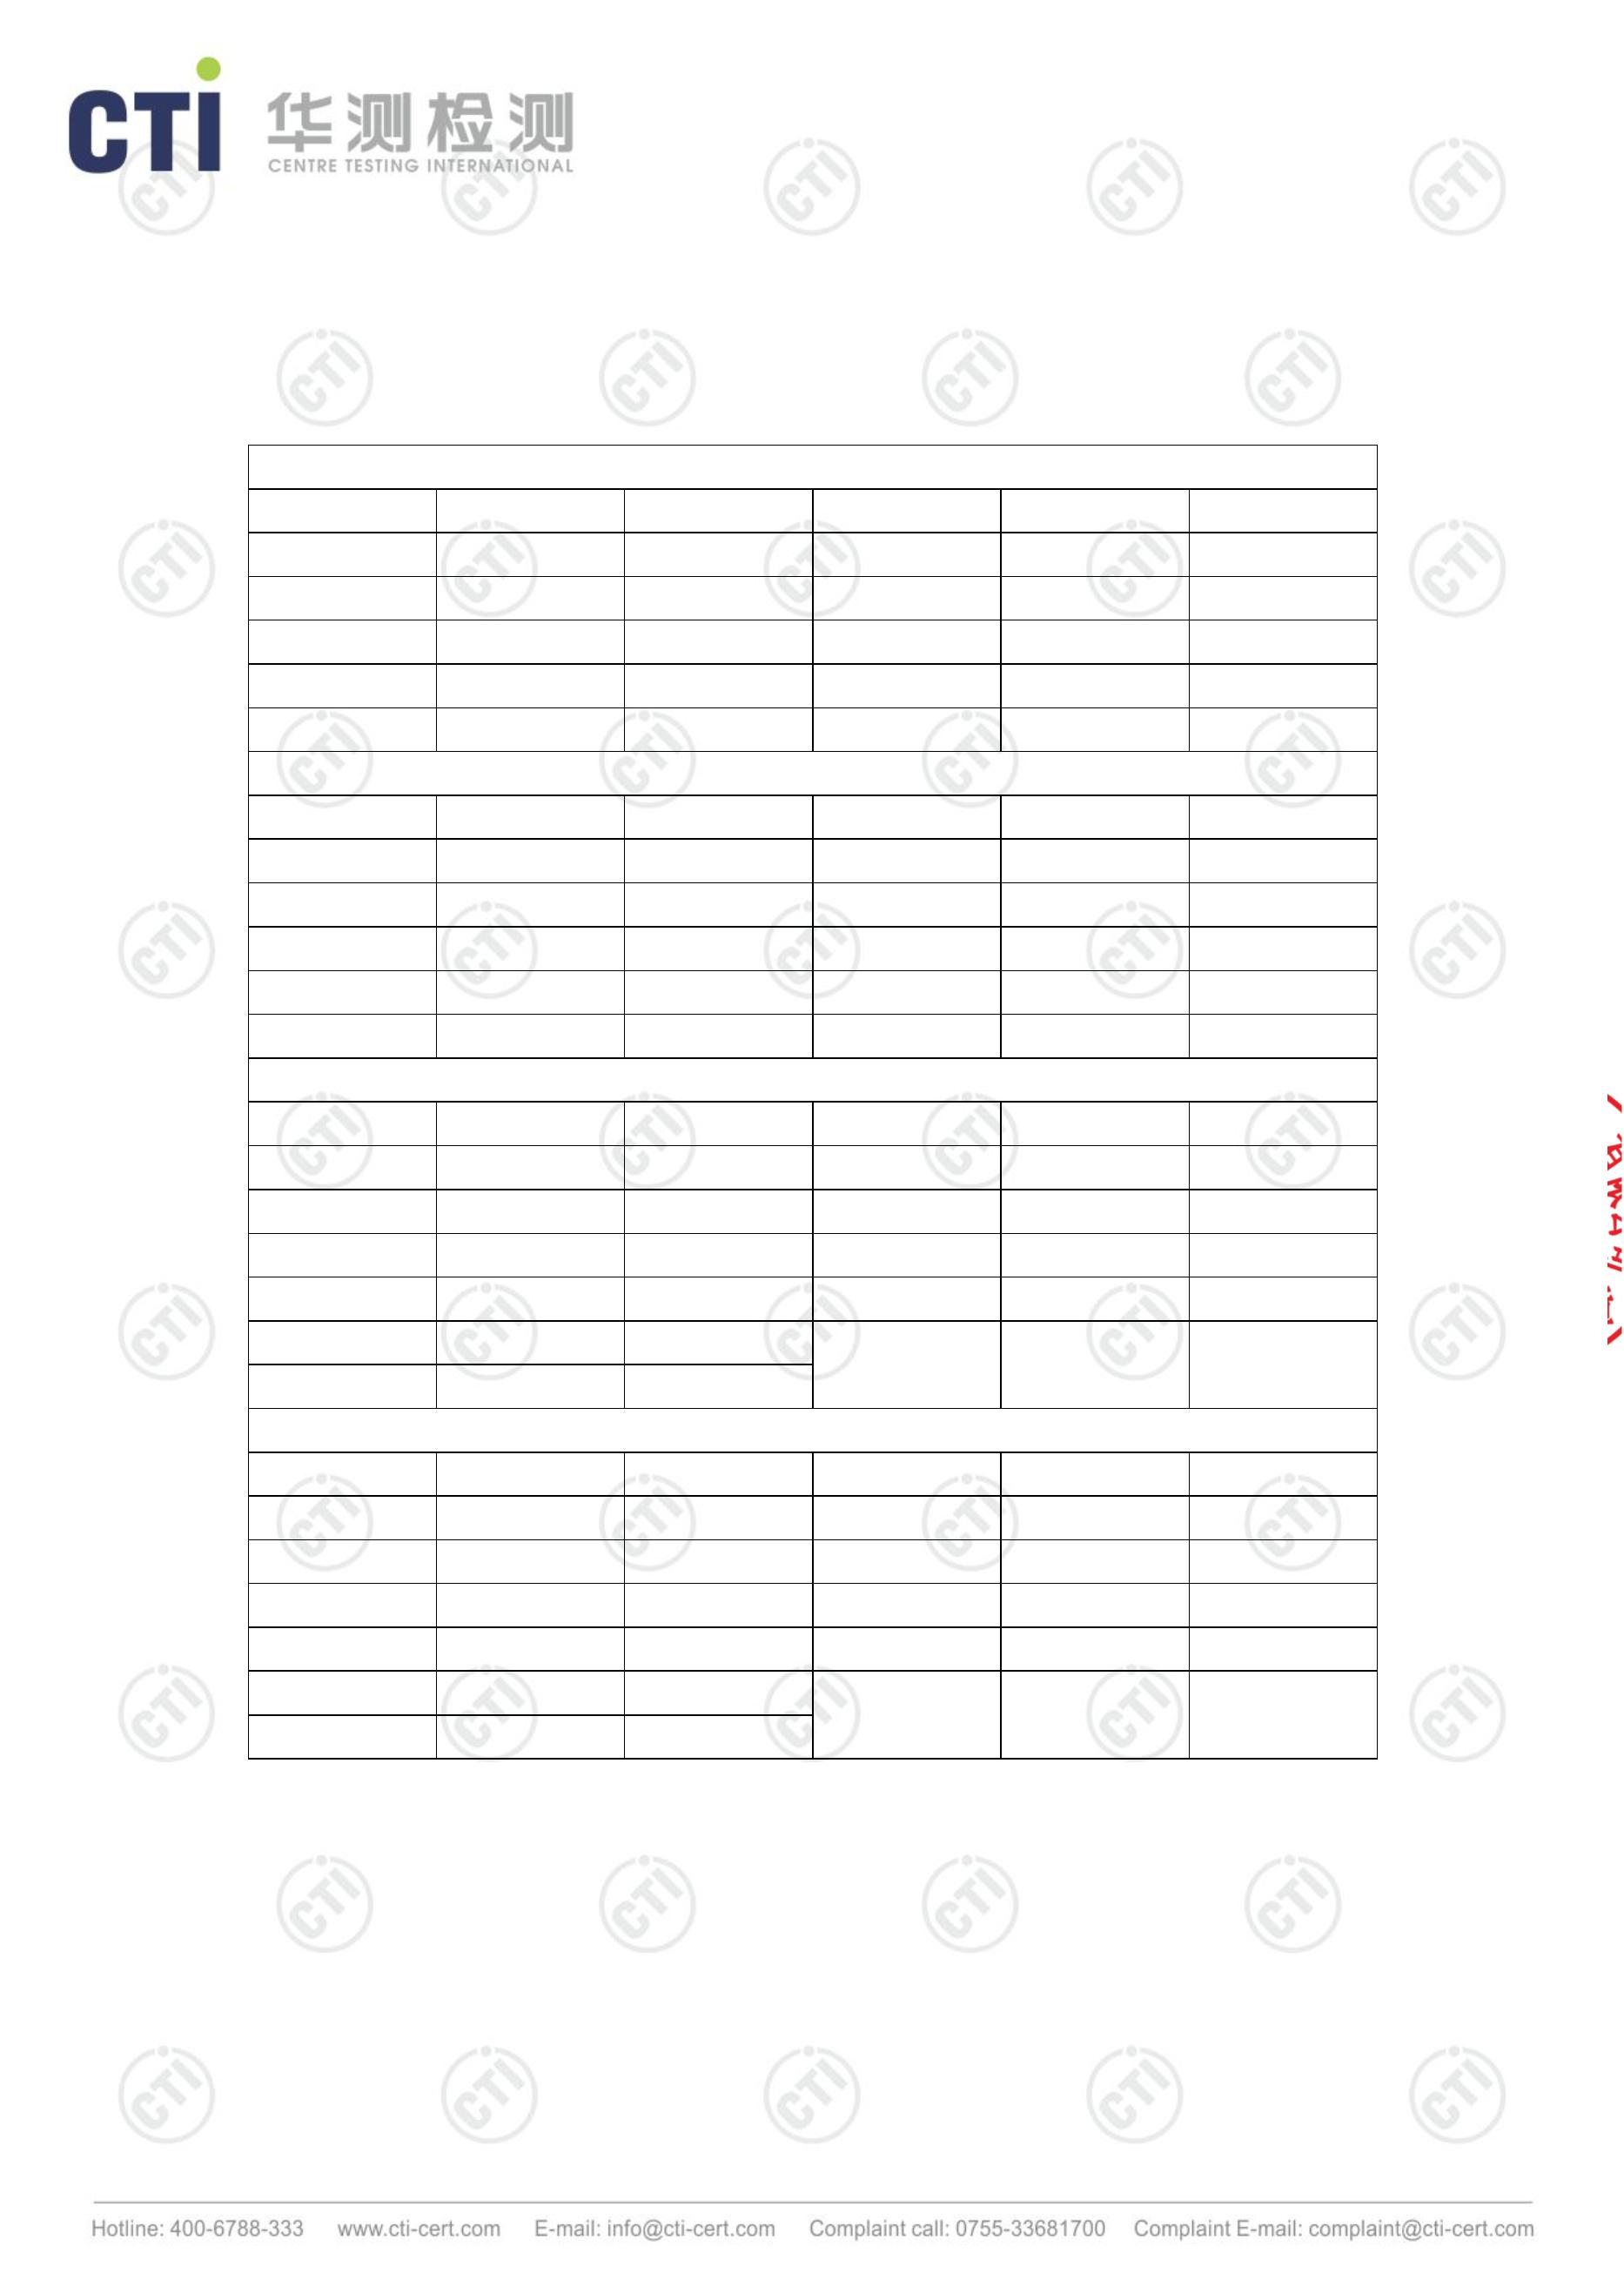 CTI 华测检测
CENTRE TESTING INTERNATIONAL
Hotline: 400-6788-333 www.cti-cert.com E-mail: info@cti-cert.com Complaint call: 0755-33681700 Complaint E-mail: complaint@cti-cert.com